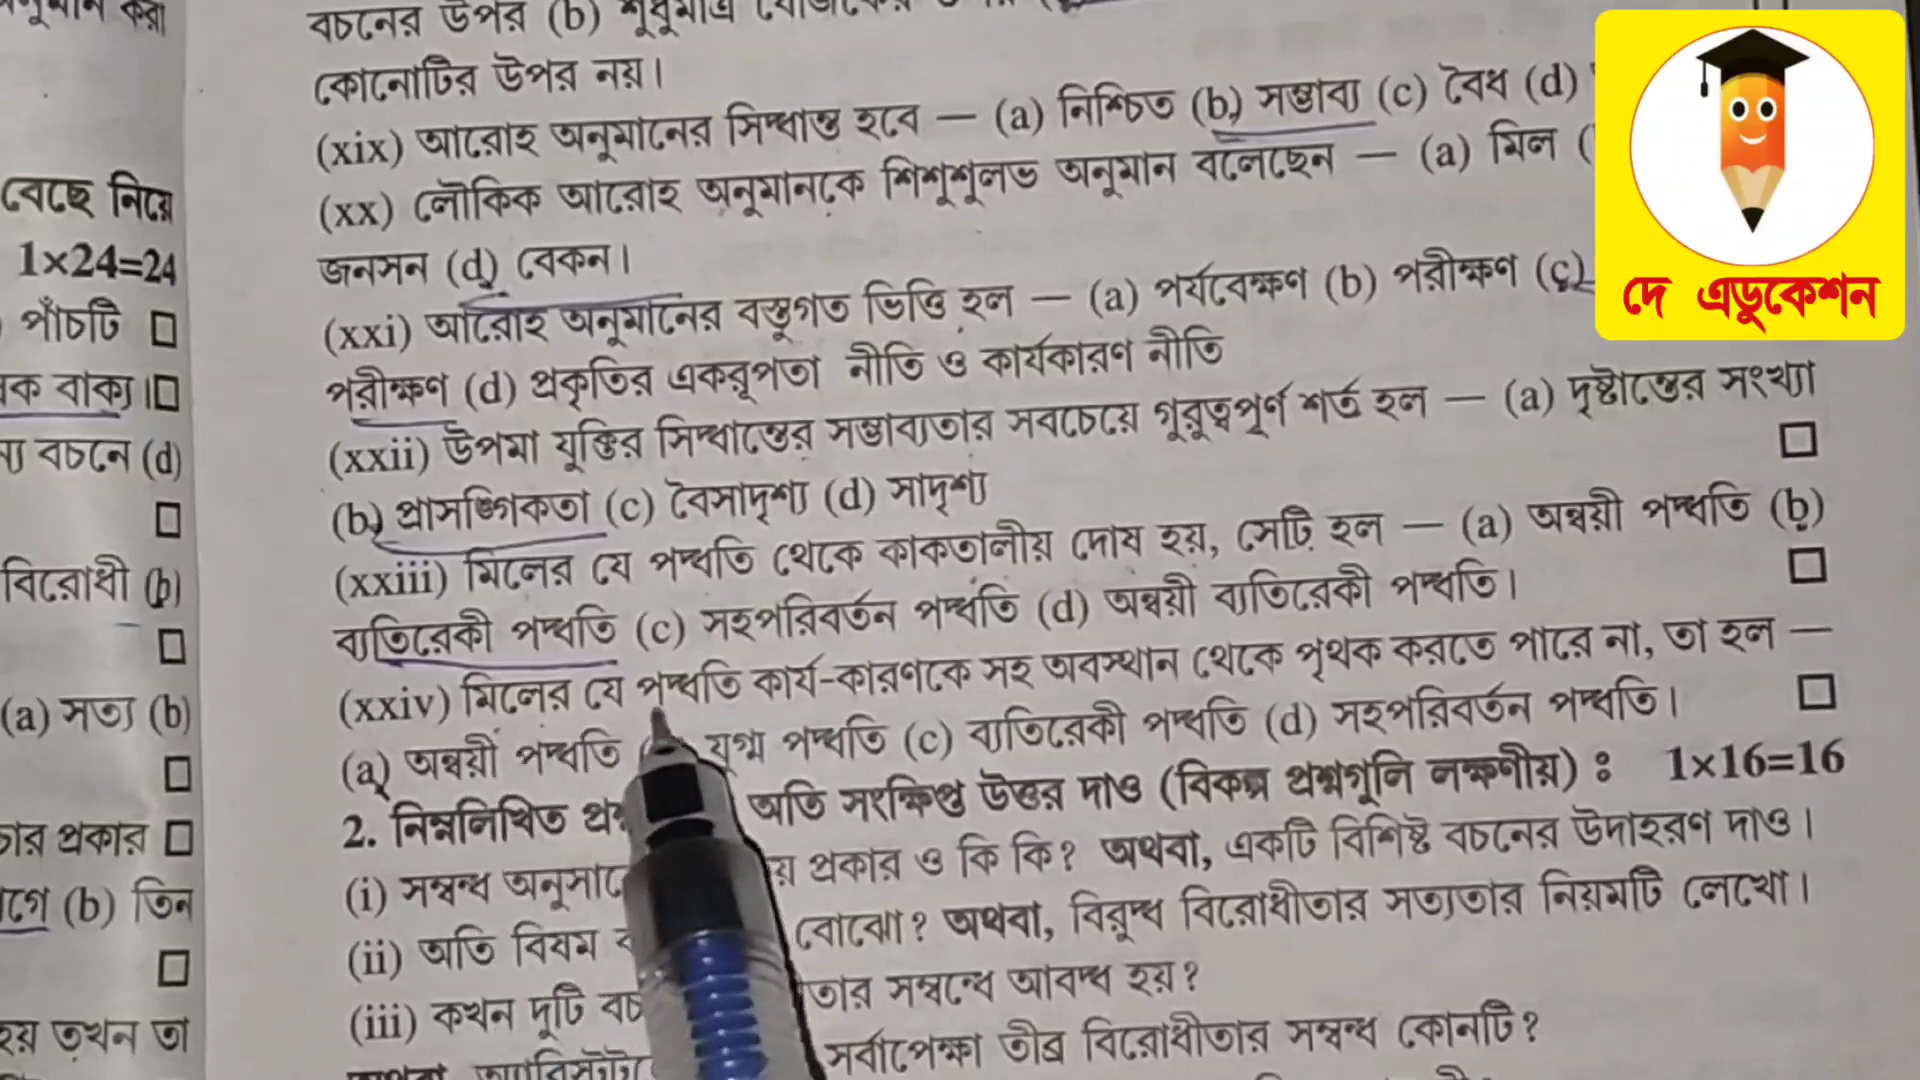 বচনের উপর (b) শুধুমাত্র
কোনোটির উপর নয়।
(xix) আরোহ অনুমানের সিদ্ধান্ত হবে — (a) নিশ্চিত (b) সম্ভাব্য (c) বৈধ (d)
(xx) লৌকিক আরোহ অনুমানকে শিশুশুলভ অনুমান বলেছেন — (a) মিল (
জনসন (d) বেকন।
(xxi) আরোহ অনুমানের বস্তুগত ভিত্তি হল — (a) পর্যবেক্ষণ (b) পরীক্ষণ (c)
পরীক্ষণ (d) প্রকৃতির একরূপতা নীতি ও কার্যকারণ নীতি
(xxii) উপমা যুক্তির সিদ্ধান্তের সম্ভাব্যতার সবচেয়ে গুরুত্বপূর্ণ শর্ত হল — (a) দৃষ্টান্তের সংখ্যা
(b) প্রাসঙ্গিকতা (c) বৈসাদৃশ্য (d) সাদৃশ্য
(xxiii) মিলের যে পদ্ধতি থেকে কাকতালীয় দোষ হয়, সেটি হল — (a) অন্বয়ী পদ্ধতি (b)
ব্যতিরেকী পদ্ধতি (c) সহপরিবর্তন পদ্ধতি (d) অন্বয়ী ব্যতিরেকী পদ্ধতি।
(xxiv) মিলের যে পদ্ধতি কার্য-কারণকে সহ অবস্থান থেকে পৃথক করতে পারে না, তা হল —
(a) অন্বয়ী পদ্ধতি যুগ্ম পদ্ধতি (c) ব্যতিরেকী পদ্ধতি (d) সহপরিবর্তন পদ্ধতি।
2. নিম্নলিখিত অতি সংক্ষিপ্ত উত্তর দাও (বিকল্প প্রশ্নগুলি লক্ষণীয়) : 1×16=16
(i) সম্বন্ধ প্রকার ও কি কি? অথবা, একটি বিশিষ্ট বচনের উদাহরণ দাও।
(ii) অতি বিষম বোঝো? অথবা, বিরুদ্ধ বিরোধীতার সত্যতার নিয়মটি লেখো।
(iii) কখন দুটি সম্বন্ধে আবদ্ধ হয়?
সর্বাপেক্ষা তীব্র বিরোধীতার সম্বন্ধ কোনটি?
করা
বেছে নিয়ে
1×24=24
পাঁচটি
বাক্য।
বচনে (d)
বিরোধী (b)
(a) সত্য (b)
প্রকার
(b) তিন
হয় তখন তা
দে এডুকেশন